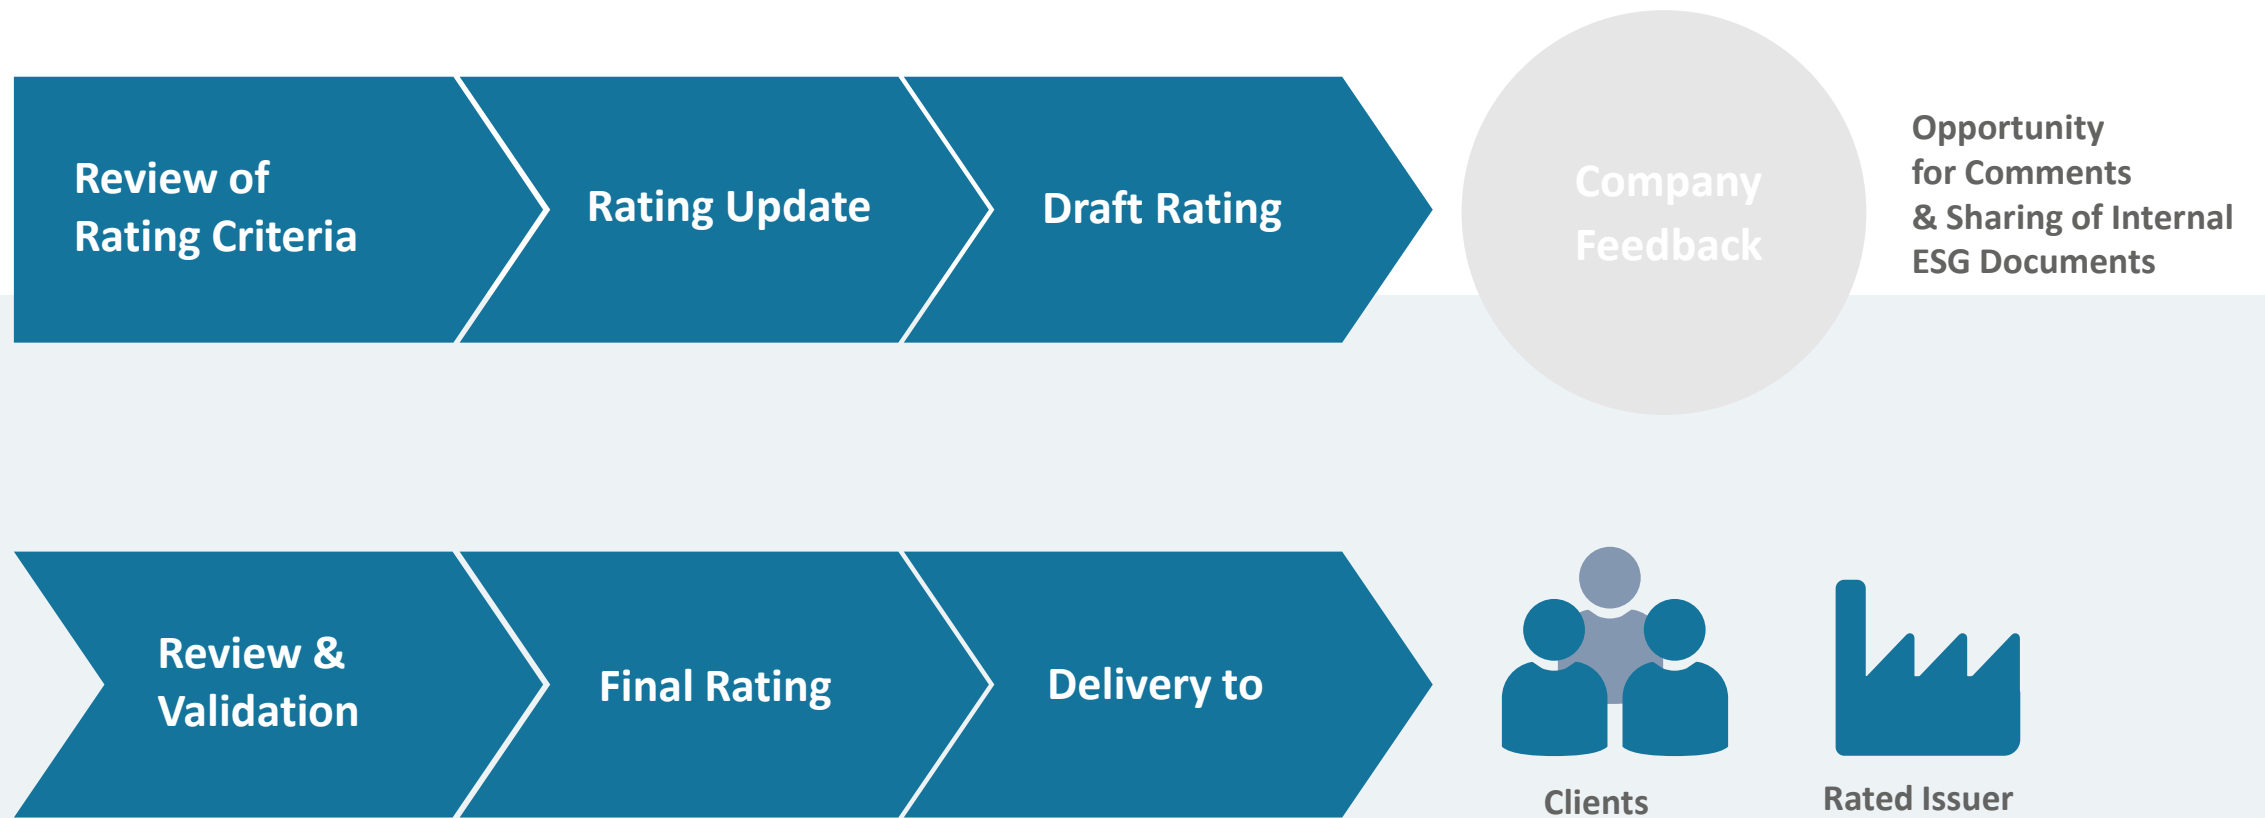 Review of
Rating Criteria
Rating Update
Draft Rating
Company
Feedback
Opportunity
for Comments
& Sharing of Internal
ESG Documents
Review &
Validation
Final Rating
Delivery to
Clients
Rated Issuer